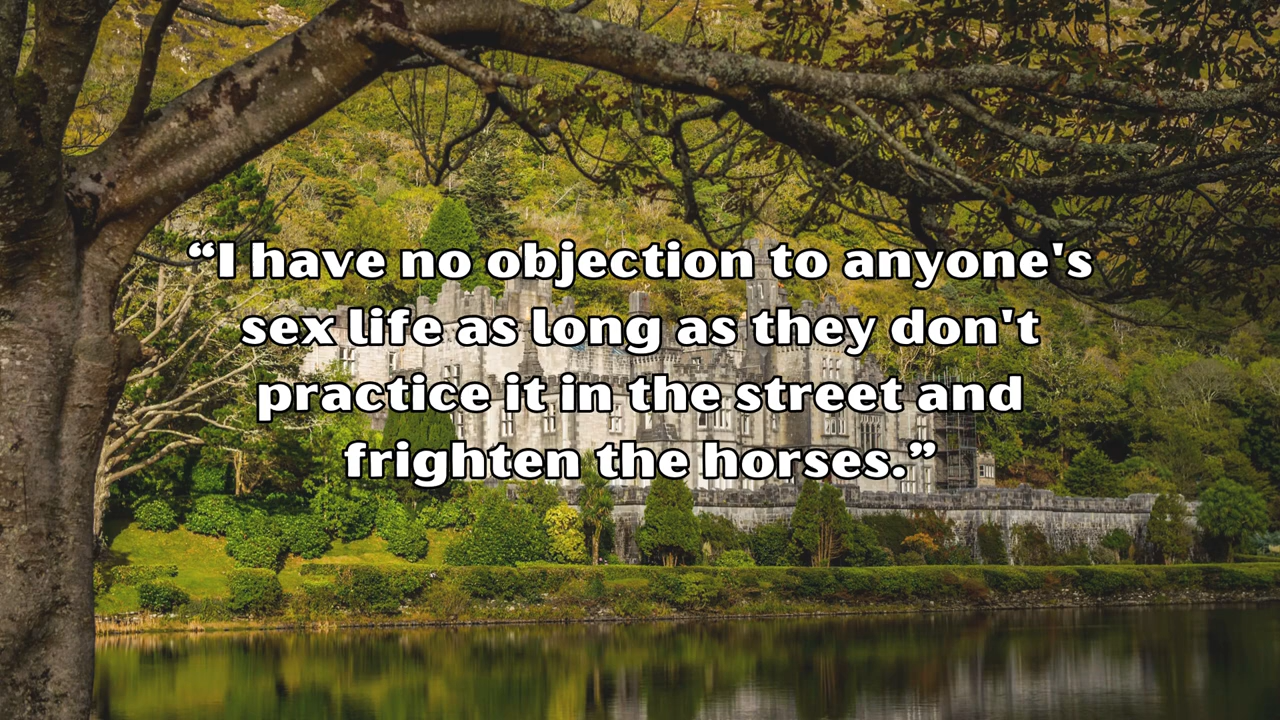 “I have no objection to anyone's
sex life as long as they don't
practice it in the street and
frighten the horses.”